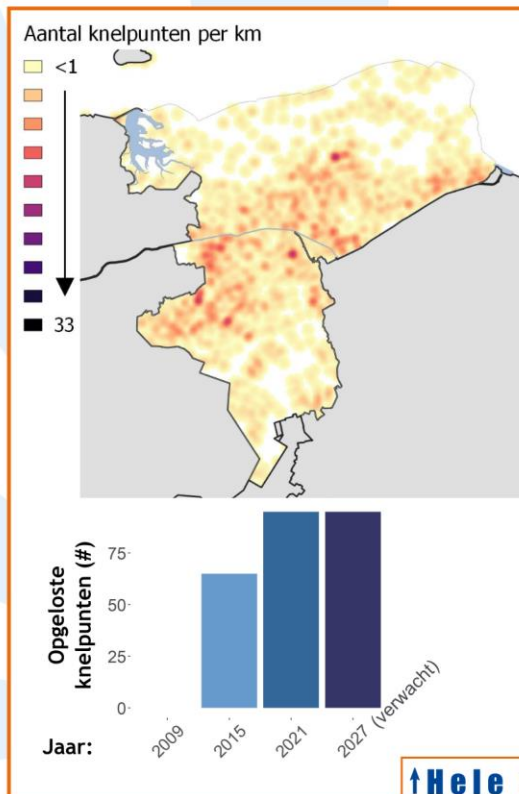 Aantal knelpunten per km
<1
33
Opgeloste
knelpunten (#)
75
50
25
0
2009
2015
2021
2027 (verwacht)
Jaar:
Hele